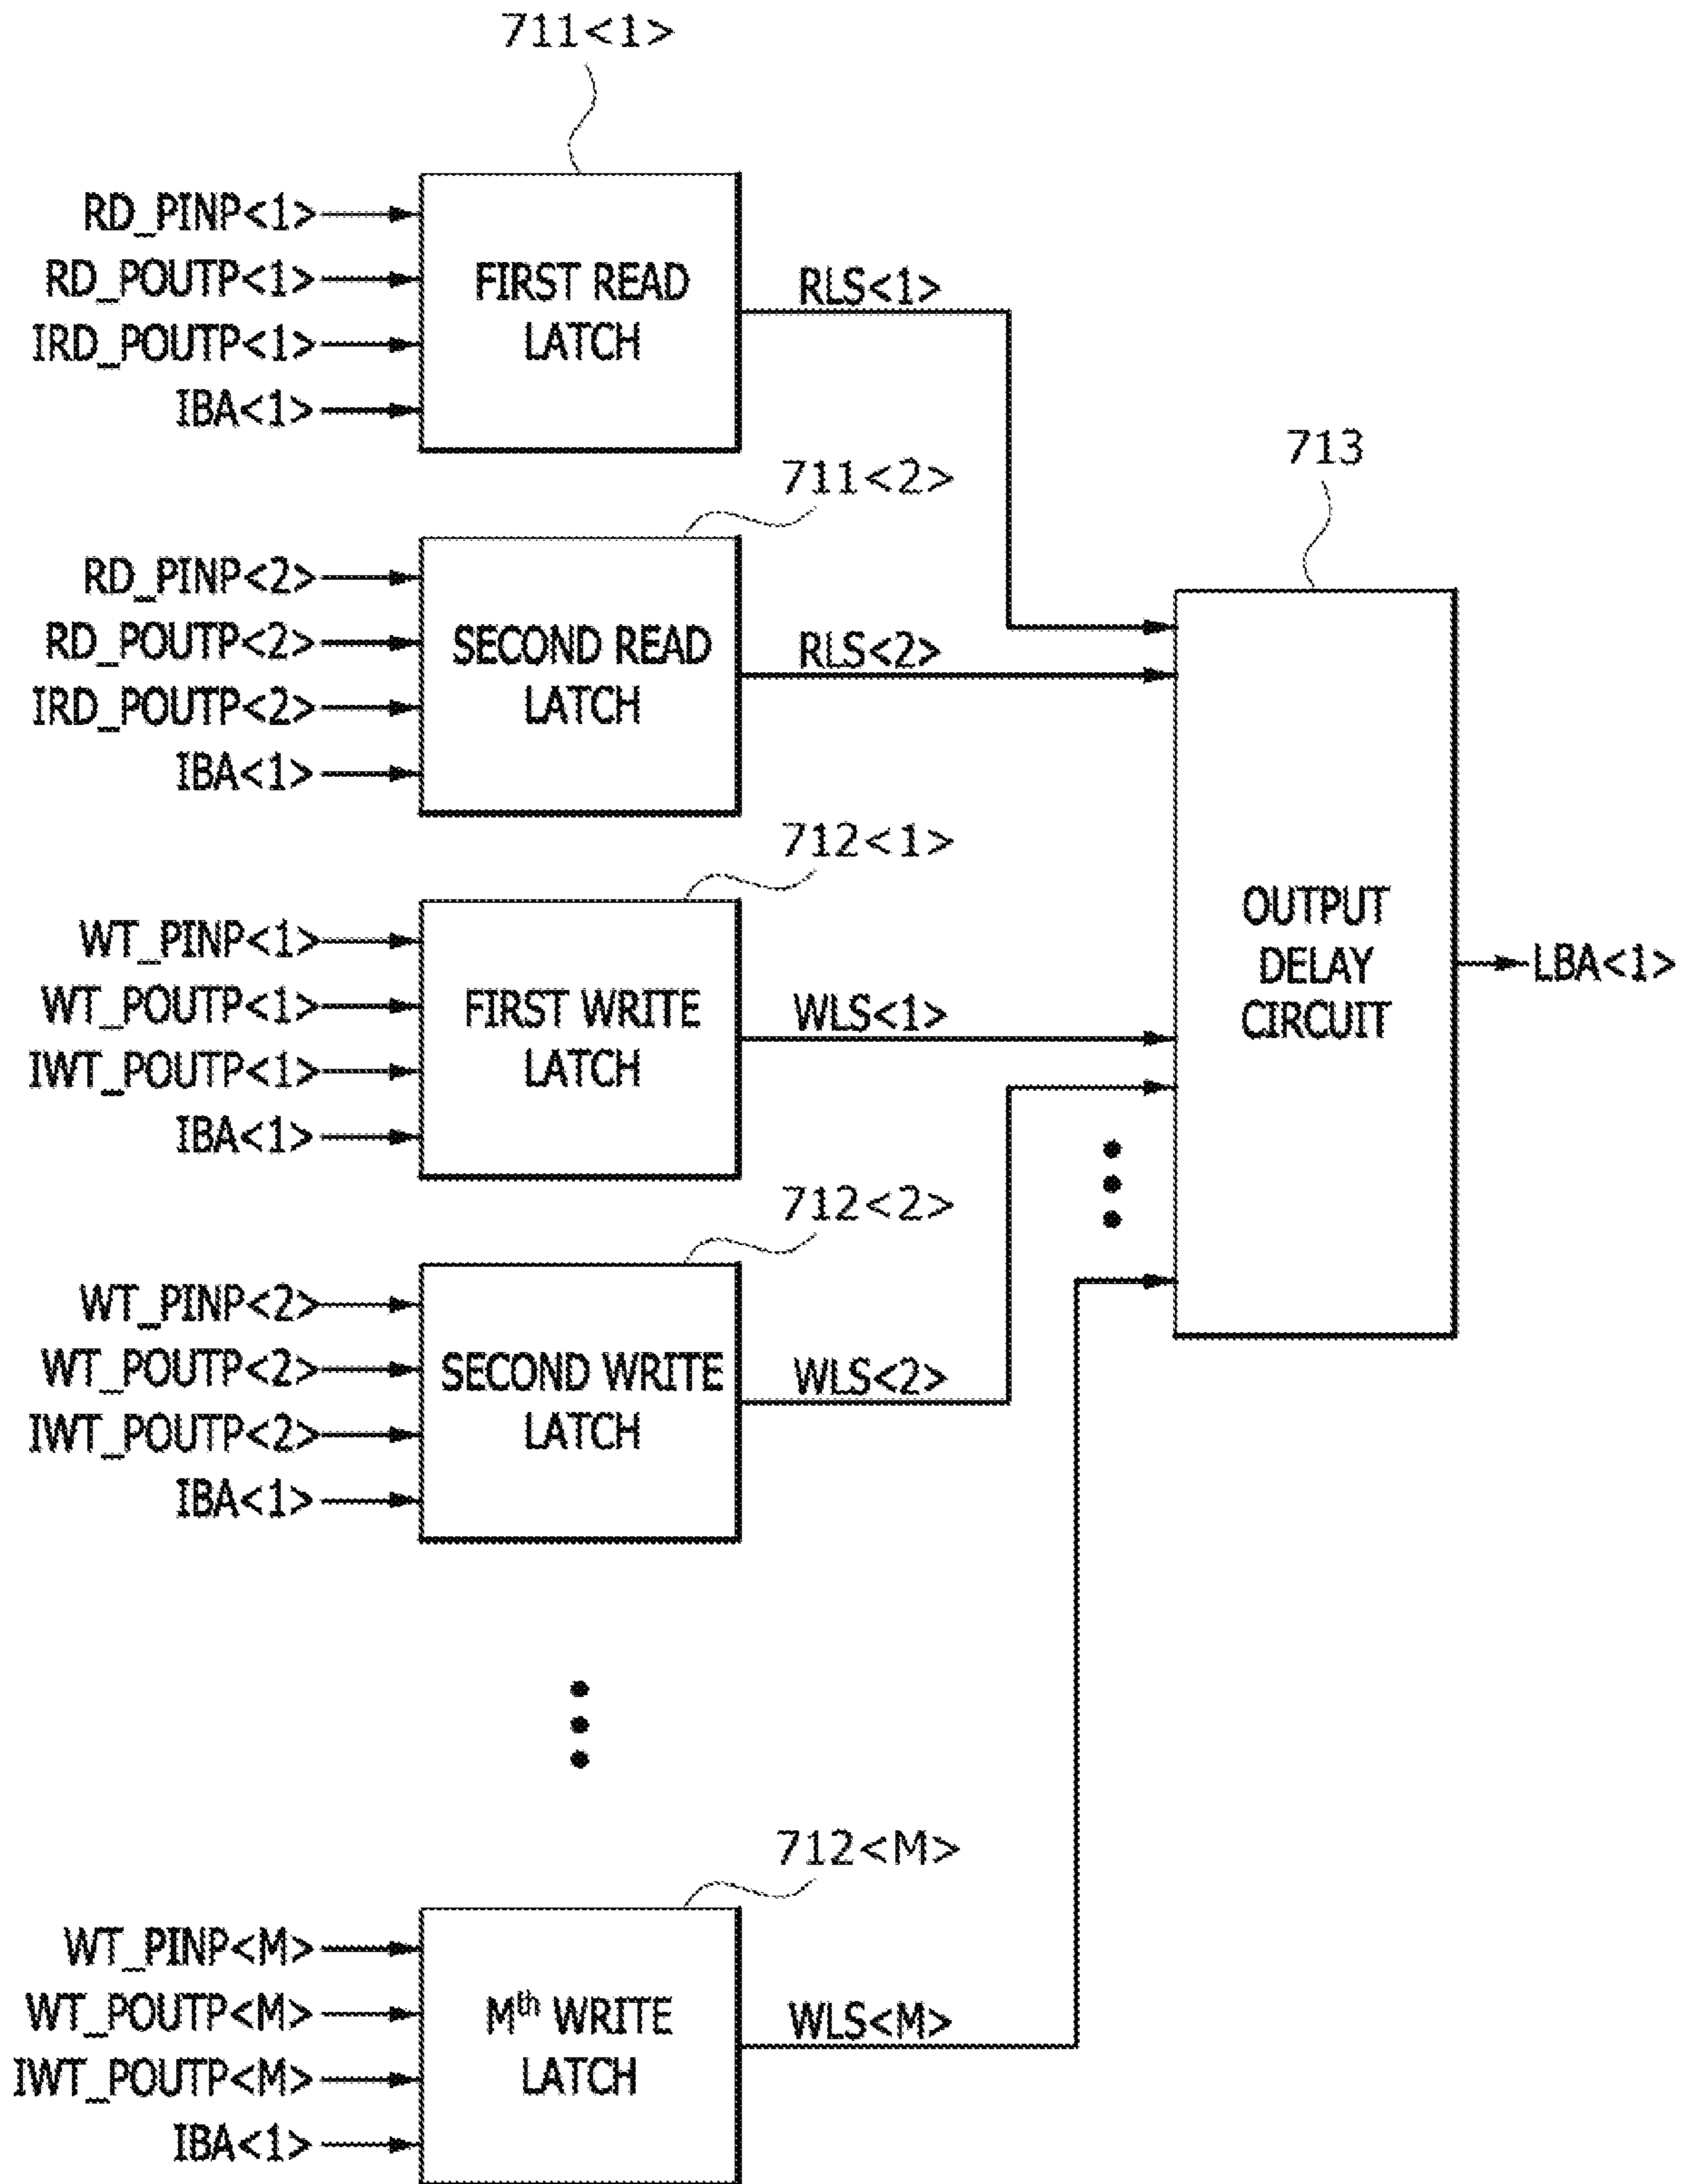 711<1>
RD_PINP<1>
RD_POUTP<1>
IRD_POUTP<1>
IBA<1>
FIRST READ
LATCH
RLS<1>
711<2>
RD_PINP<2>
RD_POUTP<2>
IRD_POUTP<2>
IBA<1>
SECOND READ
LATCH
RLS<2>
712<1>
WT_PINP<1>
WT_POUTP<1>
IWT_POUTP<1>
IBA<1>
FIRST WRITE
LATCH
WLS<1>
712<2>
WT_PINP<2>
WT_POUTP<2>
IWT_POUTP<2>
IBA<1>
SECOND WRITE
LATCH
WLS<2>
712<M>
WT_PINP<M>
WT_POUTP<M>
IWT_POUTP<M>
IBA<1>
Mth WRITE
LATCH
WLS<M>
713
OUTPUT
DELAY
CIRCUIT
LBA<1>